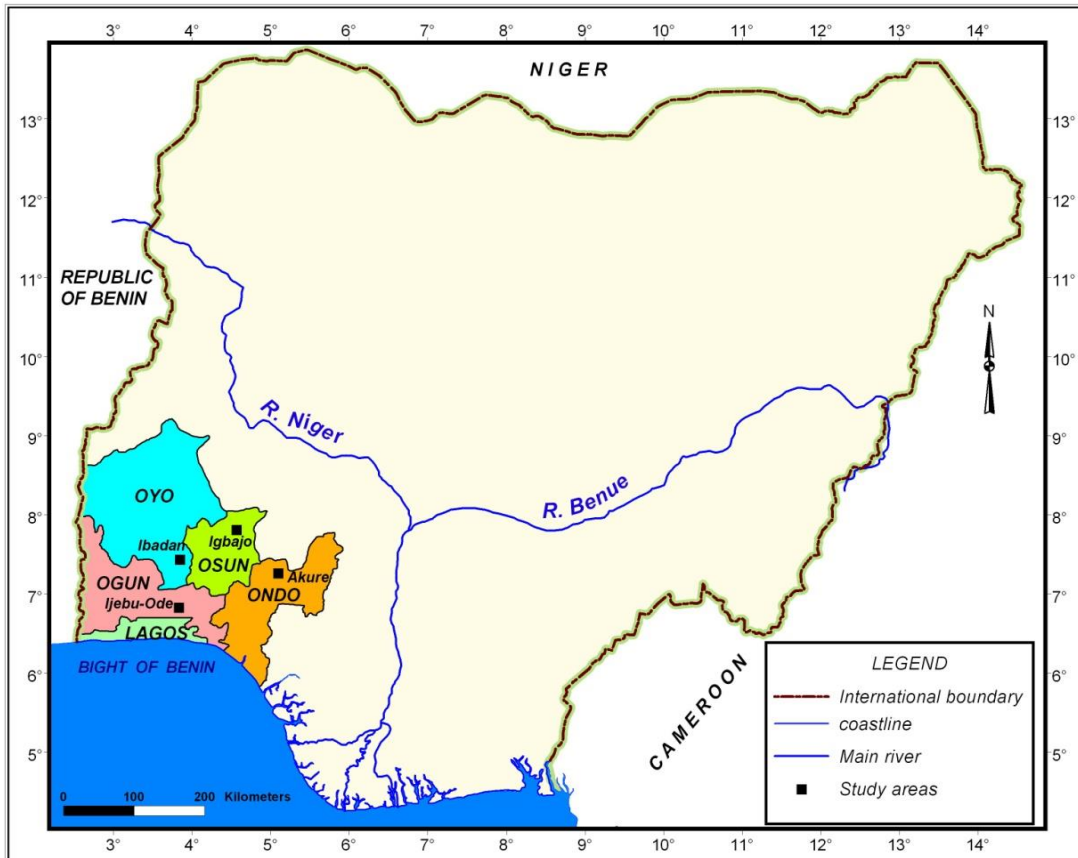 3° 4° 5° 6° 7° 8° 9° 10° 11° 12° 13° 14°
NIGER
13° 13°
12° 12°
11° 11°
REPUBLIC
OF BENIN
N
10° 10°
R. Niger
9° 9°
OYO
R. Benue
8° 8°
Ibadan
Igbajo
OSUN
OGUN
Akure
ONDO
7° 7°
Ijebu-Ode
LAGOS
BIGHT OF BENIN
6° 6°
CAMEROON
5° 5°
LEGEND
International boundary
coastline
Main river
Study areas
0 100 200 Kilometers
3° 4° 5° 6° 7° 8° 9° 10° 11° 12° 13° 14°